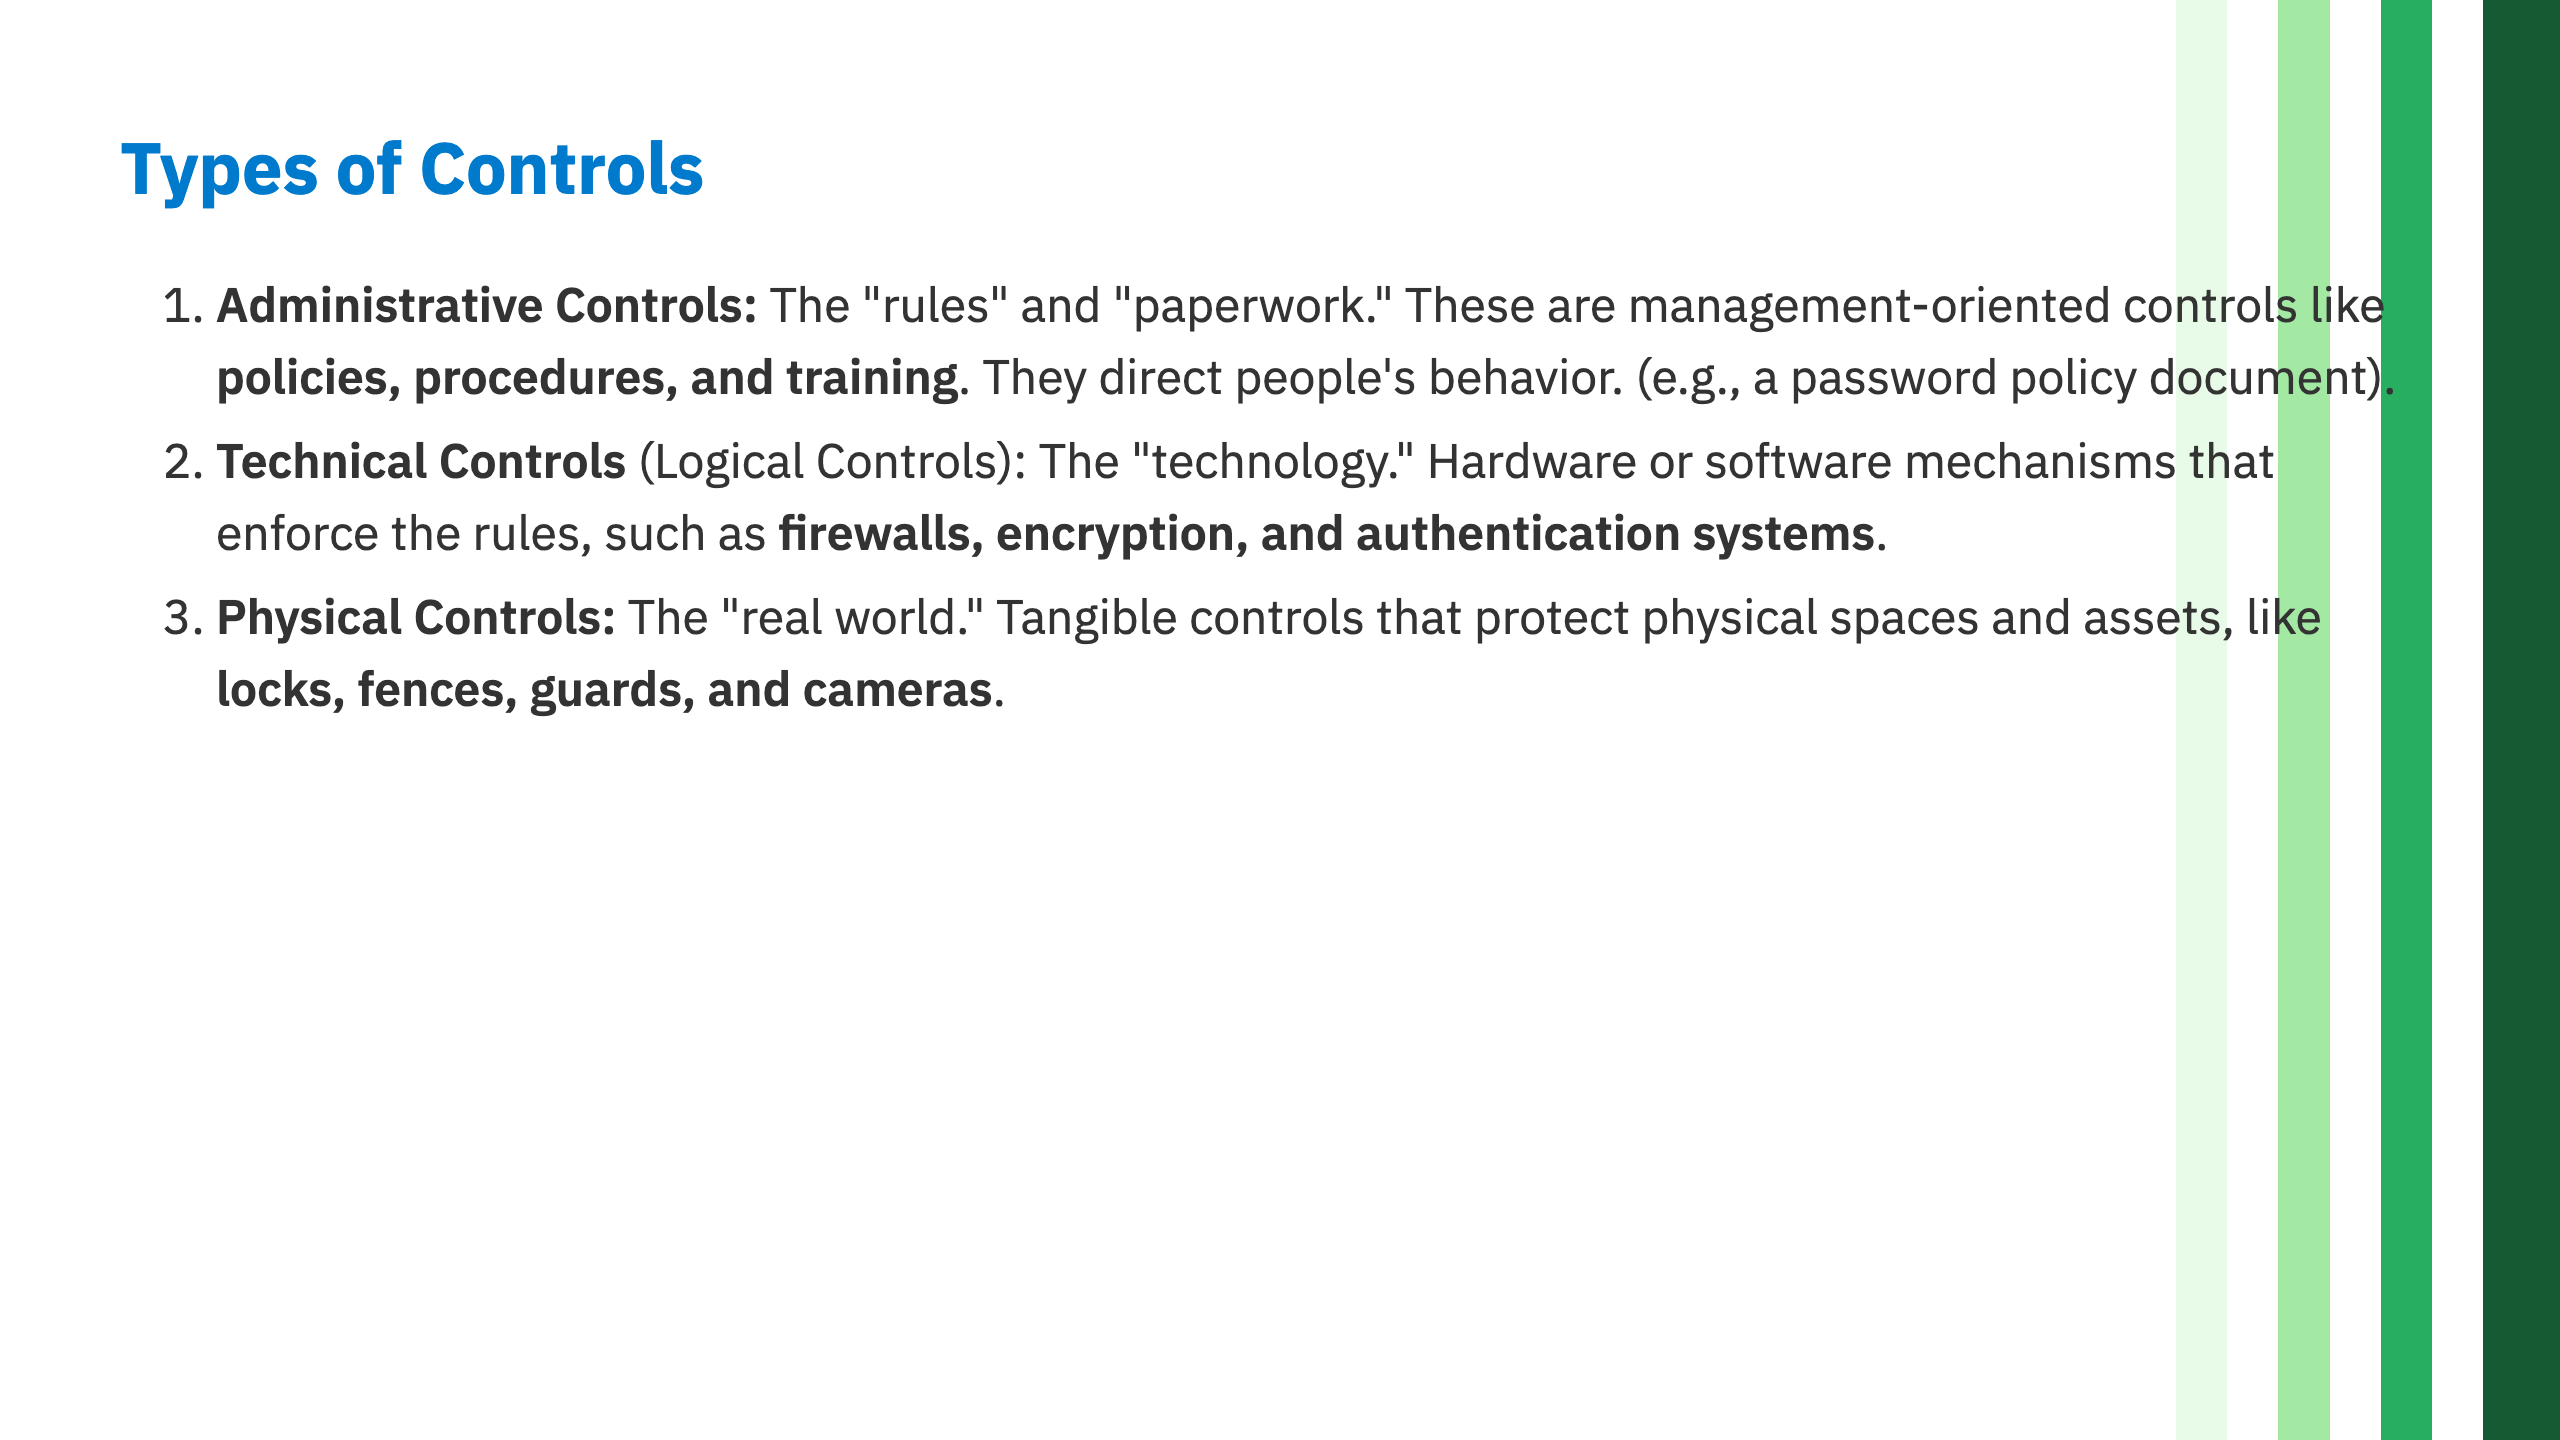 Types of Controls
1. Administrative Controls: The "rules" and "paperwork." These are management-oriented controls like
policies, procedures, and training. They direct people's behavior. (e.g., a password policy document).
2. Technical Controls (Logical Controls): The "technology." Hardware or software mechanisms that
enforce the rules, such as firewalls, encryption, and authentication systems.
3. Physical Controls: The "real world." Tangible controls that protect physical spaces and assets, like
locks, fences, guards, and cameras.